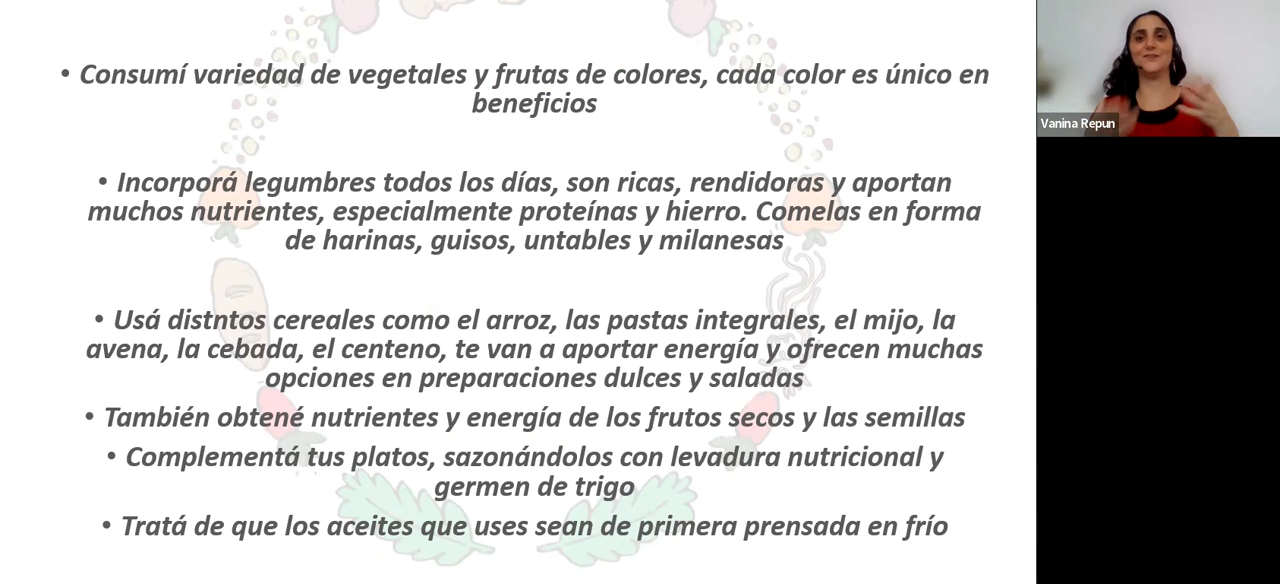 • Consumí variedad de vegetales y frutas de colores, cada color es único en
beneficios
• Incorporá legumbres todos los días, son ricas, rendidoras y aportan
muchos nutrientes, especialmente proteínas y hierro. Comelas en forma
de harinas, guisos, untables y milanesas
• Usá distntos cereales como el arroz, las pastas integrales, el mijo, la
avena, la cebada, el centeno, te van a aportar energía y ofrecen muchas
opciones en preparaciones dulces y saladas
• También obtené nutrientes y energía de los frutos secos y las semillas
• Complementá tus platos, sazonándolos con levadura nutricional y
germen de trigo
• Tratá de que los aceites que uses sean de primera prensada en frío
Vanina Repun